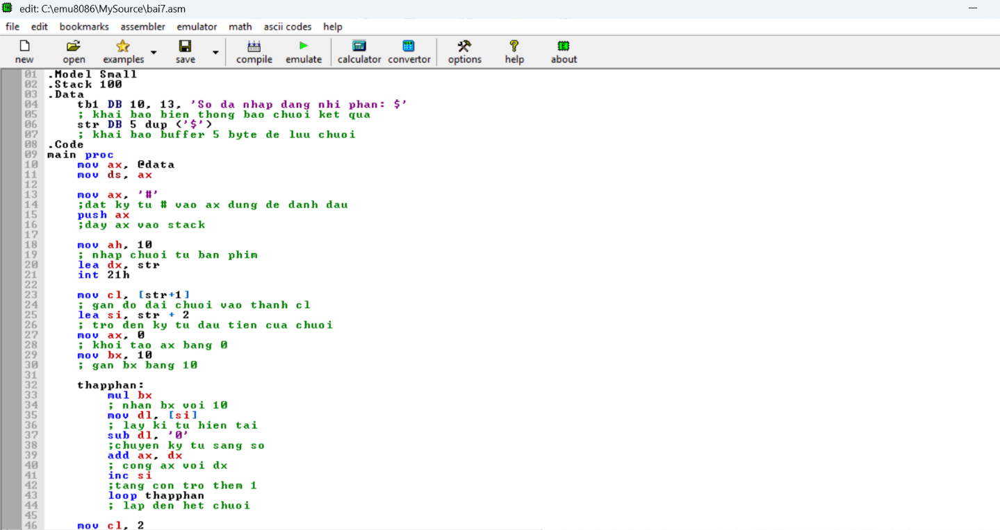 edit: C:\emu8086\MySource\bai7.asm
file edit bookmarks assembler emulator math ascii codes help
new open examples save compile emulate calculator convertor options help about
01 .Model Small
02 .Stack 100
03 .Data
04 tb1 DB 10, 13, 'So da nhap dang nhi phan: $'
05 ; khai bao bien thong bao chuoi ket qua
06 str DB 5 dup ('$')
07 ; khai bao buffer 5 byte de luu chuoi
08 .Code
09 main proc
10 mov ax, @data
11 mov ds, ax
12
13 mov ax, '#'
14 ;dat ky tu # vao ax dung de danh dau
15 push ax
16 ;day ax vao stack
17
18 mov ah, 10
19 ; nhap chuoi tu ban phim
20 lea dx, str
21 int 21h
22
23 mov cl, [str+1]
24 ; gan do dai chuoi vao thanh cl
25 lea si, str + 2
26 ; tro den ky tu dau tien cua chuoi
27 mov ax, 0
28 ; khoi tao ax bang 0
29 mov bx, 10
30 ; gan bx bang 10
31
32 thapphan:
33 mul bx
34 ; nhan bx voi 10
35 mov dl, [si]
36 ; lay ki tu hien tai
37 sub dl, '0'
38 ;chuyen ky tu sang so
39 add ax, dx
40 ; cong ax voi dx
41 inc si
42 ;tang con tro them 1
43 loop thapphan
44 ; lap den het chuoi
45
46 mov cl, 2